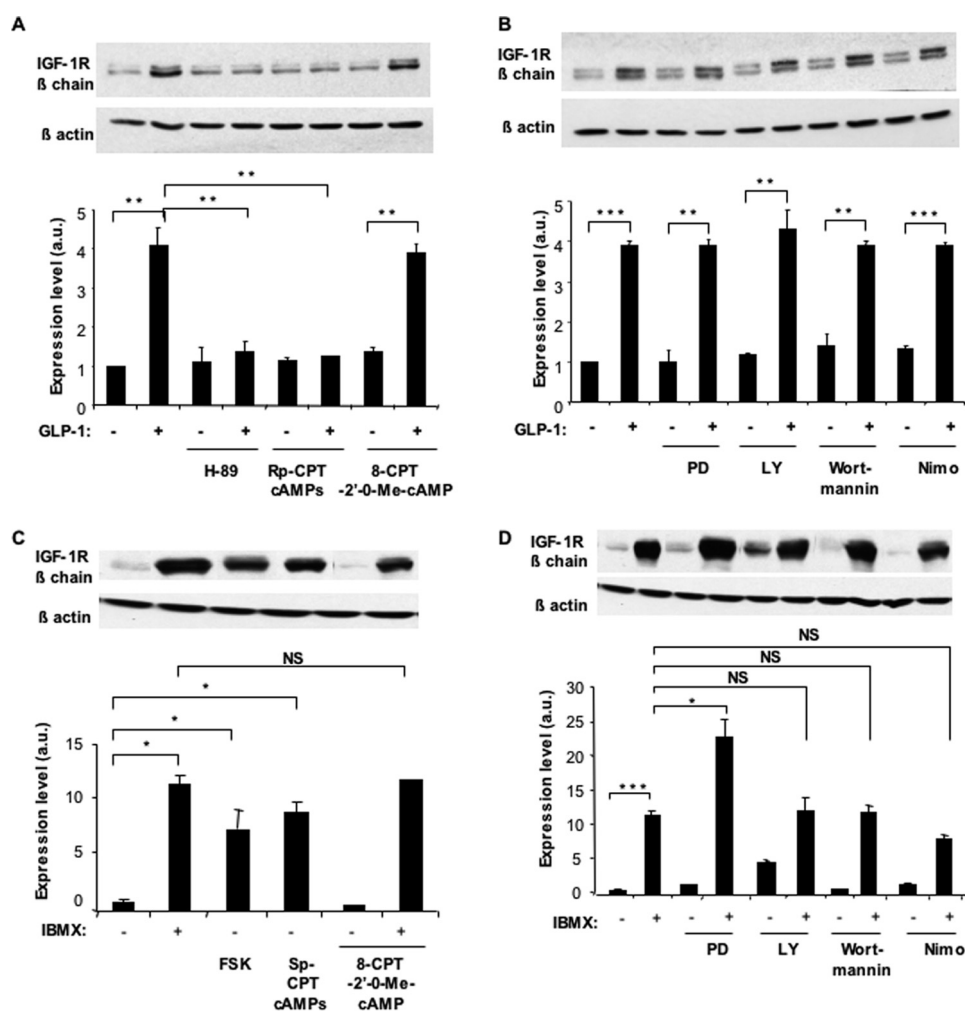 A
IGF-1R
ß chain
ß actin
** ** ** **
Expression level (a.u.)
5
4
3
2
1
0
GLP-1: - + - + - + - +
H-89 Rp-CPT 8-CPT
cAMPs -2'-0-Me-cAMP
B
IGF-1R
ß chain
ß actin
*** ** ** ** ***
Expression level (a.u.)
5
4
3
2
1
0
GLP-1: - + - + - + - + - +
PD LY Wort- Nimo
mannin
C
IGF-1R
ß chain
ß actin
NS
*
*
*
Expression level (a.u.)
15
10
5
0
IBMX: - + - - - +
FSK Sp- 8-CPT
CPT -2'-0-Me-
cAMPs cAMP
D
IGF-1R
ß chain
ß actin
NS
NS
NS
*
***
Expression level (a.u.)
30
25
20
15
10
5
0
IBMX: - + - + - + - + - +
PD LY Wort- Nimo
mannin